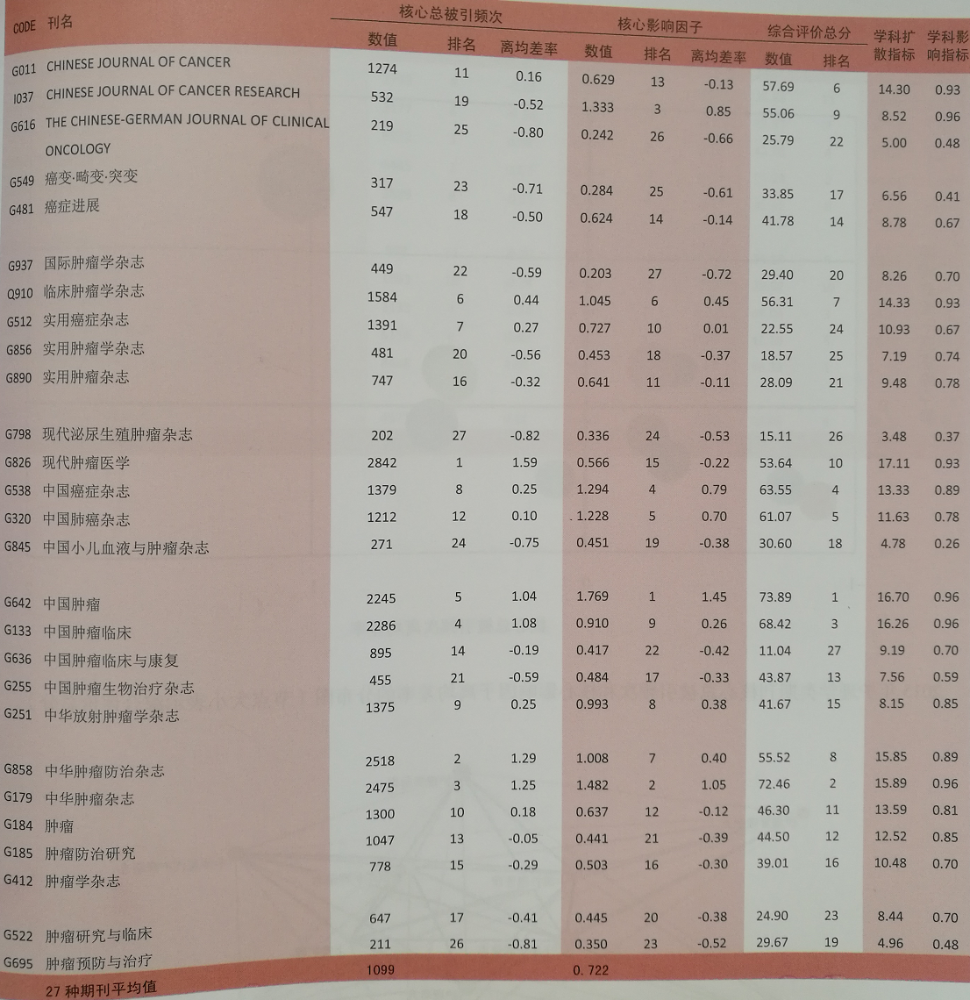 CODE 刊名 核心总被引频次 核心影响因子 综合评价总分 学科扩散指标 学科影响指标
数值 排名 离均差率 数值 排名 离均差率 数值 排名
G011 CHINESE JOURNAL OF CANCER 1274 11 0.16 0.629 13 -0.13 57.69 6 14.30 0.93
I037 CHINESE JOURNAL OF CANCER RESEARCH 532 19 -0.52 1.333 3 0.85 55.06 9 8.52 0.96
G616 THE CHINESE-GERMAN JOURNAL OF CLINICAL 219 25 -0.80 0.242 26 -0.66 25.79 22 5.00 0.48
ONCOLOGY
G549 癌变·畸变·突变 317 23 -0.71 0.284 25 -0.61 33.85 17 6.56 0.41
G481 癌症进展 547 18 -0.50 0.624 14 -0.14 41.78 14 8.78 0.67
G937 国际肿瘤学杂志 449 22 -0.59 0.203 27 -0.72 29.40 20 8.26 0.70
Q910 临床肿瘤学杂志 1584 6 0.44 1.045 6 0.45 56.31 7 14.33 0.93
G512 实用癌症杂志 1391 7 0.27 0.727 10 0.01 22.55 24 10.93 0.67
G856 实用肿瘤学杂志 481 20 -0.56 0.453 18 -0.37 18.57 25 7.19 0.74
G890 实用肿瘤杂志 747 16 -0.32 0.641 11 -0.11 28.09 21 9.48 0.78
G798 现代泌尿生殖肿瘤杂志 202 27 -0.82 0.336 24 -0.53 15.11 26 3.48 0.37
G826 现代肿瘤医学 2842 1 1.59 0.566 15 -0.22 53.64 10 17.11 0.93
G538 中国癌症杂志 1379 8 0.25 1.294 4 0.79 63.55 4 13.33 0.89
G320 中国肺癌杂志 1212 12 0.10 1.228 5 0.70 61.07 5 11.63 0.78
G845 中国小儿血液与肿瘤杂志 271 24 -0.75 0.451 19 -0.38 30.60 18 4.78 0.26
G642 中国肿瘤 2245 5 1.04 1.769 1 1.45 73.89 1 16.70 0.96
G133 中国肿瘤临床 2286 4 1.08 0.910 9 0.26 68.42 3 16.26 0.96
G636 中国肿瘤临床与康复 895 14 -0.19 0.417 22 -0.42 11.04 27 9.19 0.70
G255 中国肿瘤生物治疗杂志 455 21 -0.59 0.484 17 -0.33 43.87 13 7.56 0.59
G251 中华放射肿瘤学杂志 1375 9 0.25 0.993 8 0.38 41.67 15 8.15 0.85
G858 中华肿瘤防治杂志 2518 2 1.29 1.008 7 0.40 55.52 8 15.85 0.89
G179 中华肿瘤杂志 2475 3 1.25 1.482 2 1.05 72.46 2 15.89 0.96
G184 肿瘤 1300 10 0.18 0.637 12 -0.12 46.30 11 13.59 0.81
G185 肿瘤防治研究 1047 13 -0.05 0.441 21 -0.39 44.50 12 12.52 0.85
G412 肿瘤学杂志 778 15 -0.29 0.503 16 -0.30 39.01 16 10.48 0.70
G522 肿瘤研究与临床 647 17 -0.41 0.445 20 -0.38 24.90 23 8.44 0.70
G695 肿瘤预防与治疗 211 26 -0.81 0.350 23 -0.52 29.67 19 4.96 0.48
27 种期刊平均值 1099 0.722